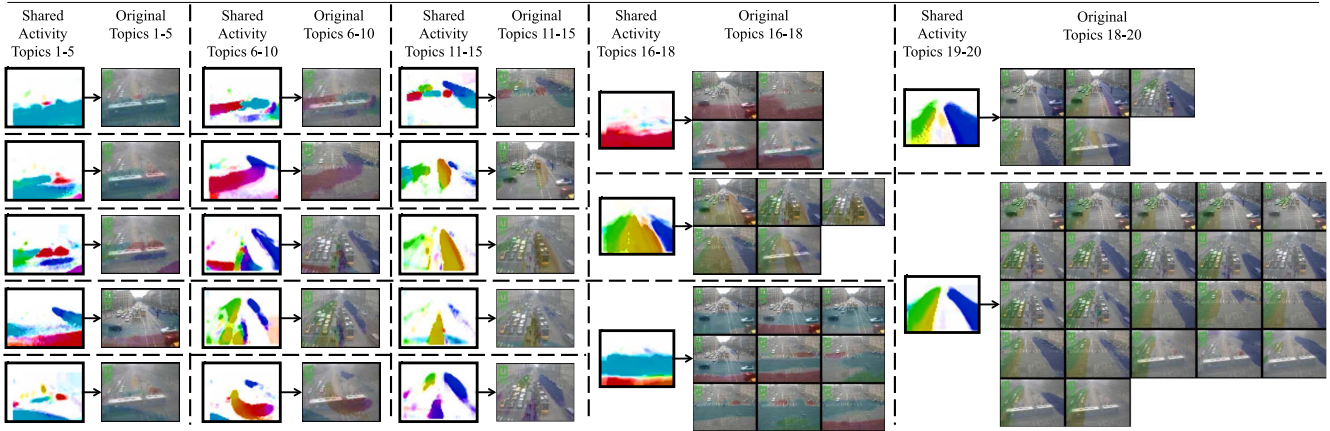 Shared
Activity
Topics 1-5
Original
Topics 1-5
Shared
Activity
Topics 6-10
Original
Topics 6-10
Shared
Activity
Topics 11-15
Original
Topics 11-15
Shared
Activity
Topics 16-18
Original
Topics 16-18
Shared
Activity
Topics 19-20
Original
Topics 18-20